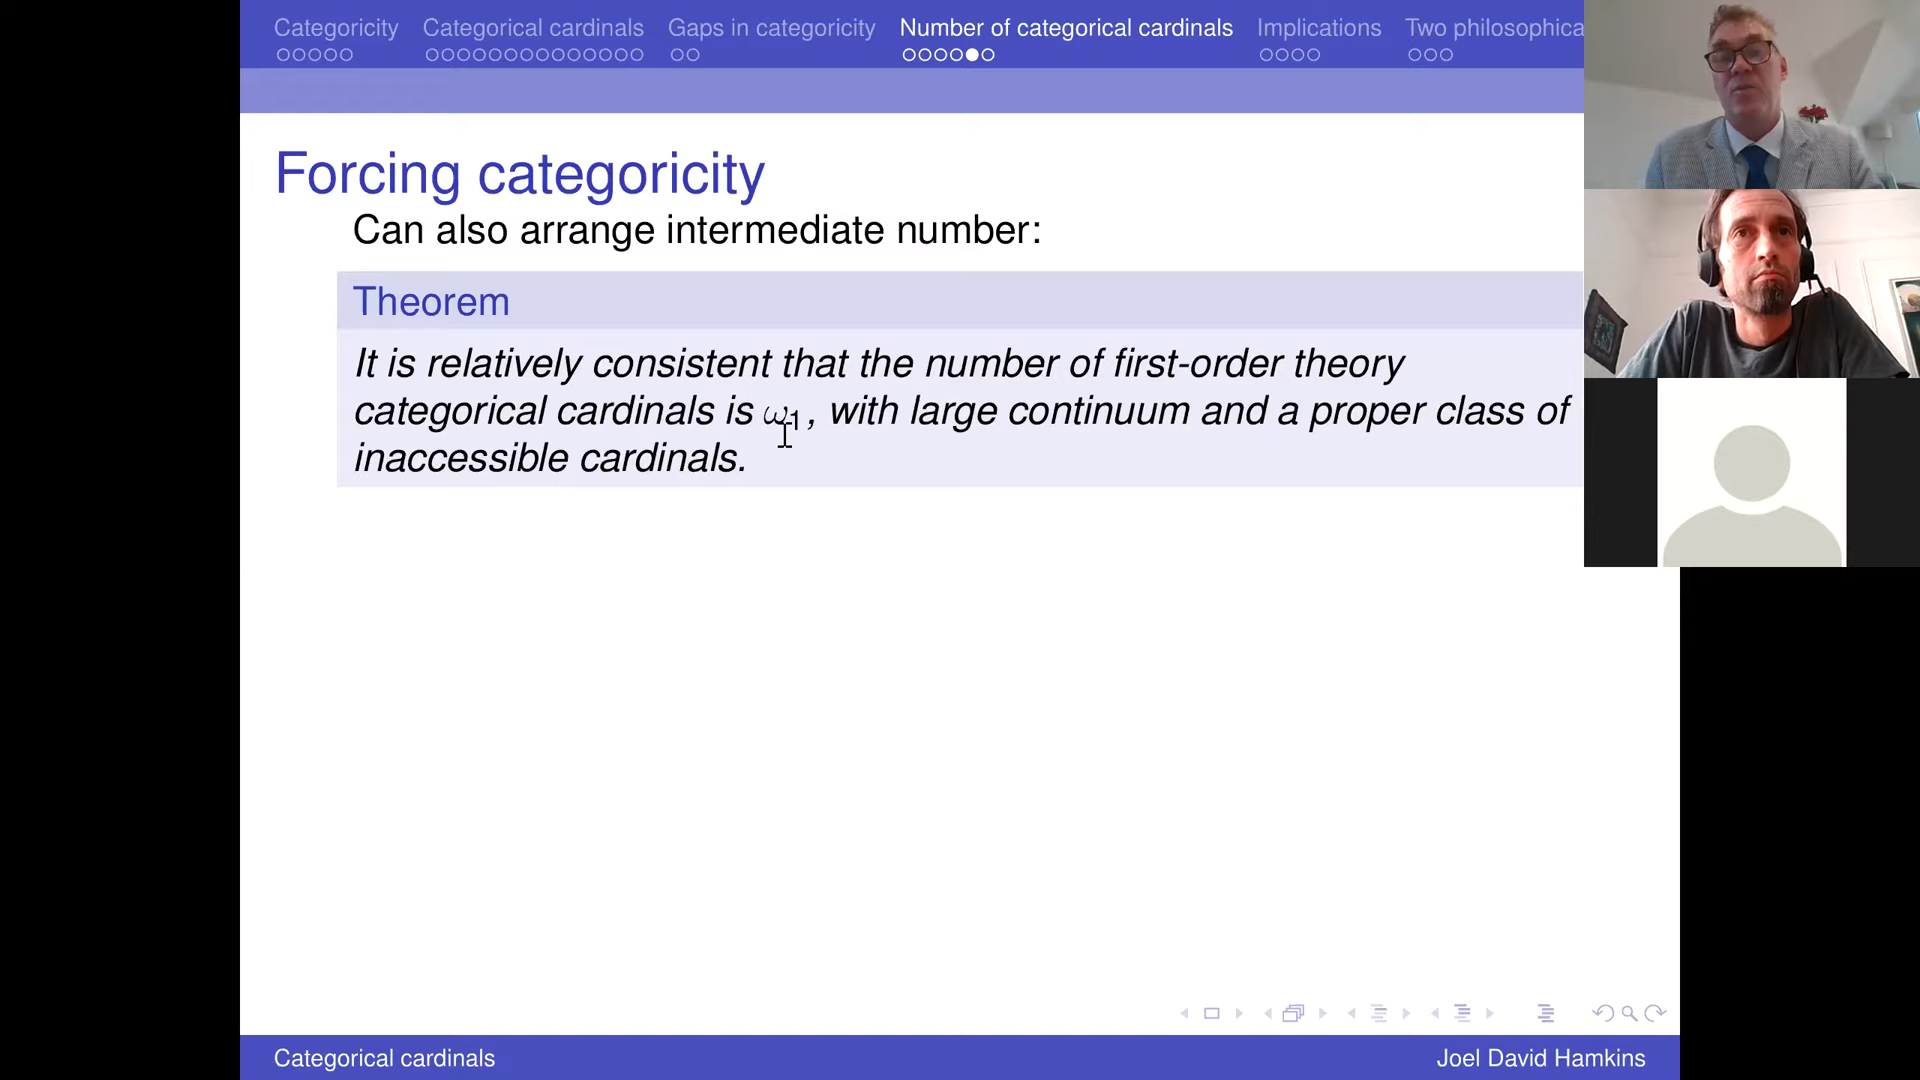 Categoricity Categorical cardinals Gaps in categoricity Number of categorical cardinals Implications Two philosophica
Forcing categoricity
Can also arrange intermediate number:
Theorem
It is relatively consistent that the number of first-order theory
categorical cardinals is ω₁, with large continuum and a proper class of
inaccessible cardinals.
Categorical cardinals Joel David Hamkins